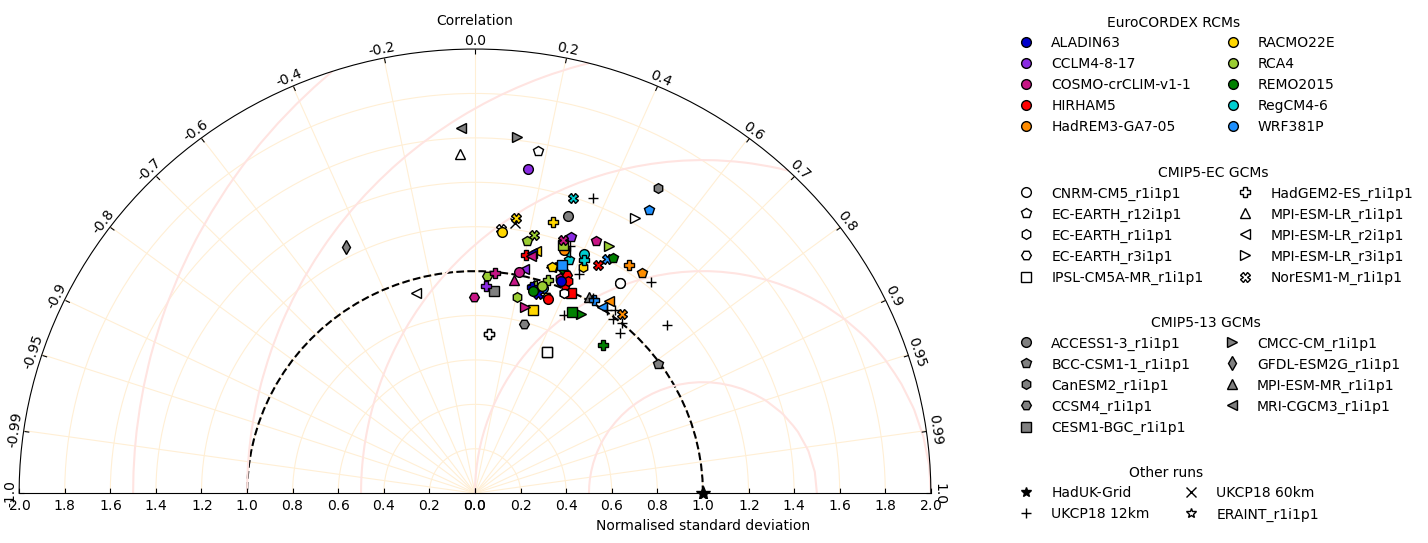 Correlation
0.0
-0.2
0.2
-0.4
0.4
-0.6
0.6
-0.7
0.7
-0.8
0.8
-0.9
0.9
-0.95
0.95
-0.99
0.99
-1.0
1.0
2.0 1.8 1.6 1.4 1.2 1.0 0.8 0.6 0.4 0.2 0.0 0.0 0.2 0.4 0.6 0.8 1.0 1.2 1.4 1.6 1.8 2.0
Normalised standard deviation
EuroCORDEX RCMs
ALADIN63
CCLM4-8-17
COSMO-crCLIM-v1-1
HIRHAM5
HadREM3-GA7-05
RACMO22E
RCA4
REMO2015
RegCM4-6
WRF381P
CMIP5-EC GCMs
CNRM-CM5_r1i1p1
EC-EARTH_r12i1p1
EC-EARTH_r1i1p1
EC-EARTH_r3i1p1
IPSL-CM5A-MR_r1i1p1
HadGEM2-ES_r1i1p1
MPI-ESM-LR_r1i1p1
MPI-ESM-LR_r2i1p1
MPI-ESM-LR_r3i1p1
NorESM1-M_r1i1p1
CMIP5-13 GCMs
ACCESS1-3_r1i1p1
BCC-CSM1-1_r1i1p1
CanESM2_r1i1p1
CCSM4_r1i1p1
CESM1-BGC_r1i1p1
CMCC-CM_r1i1p1
GFDL-ESM2G_r1i1p1
MPI-ESM-MR_r1i1p1
MRI-CGCM3_r1i1p1
Other runs
HadUK-Grid
UKCP18 12km
UKCP18 60km
ERAINT_r1i1p1